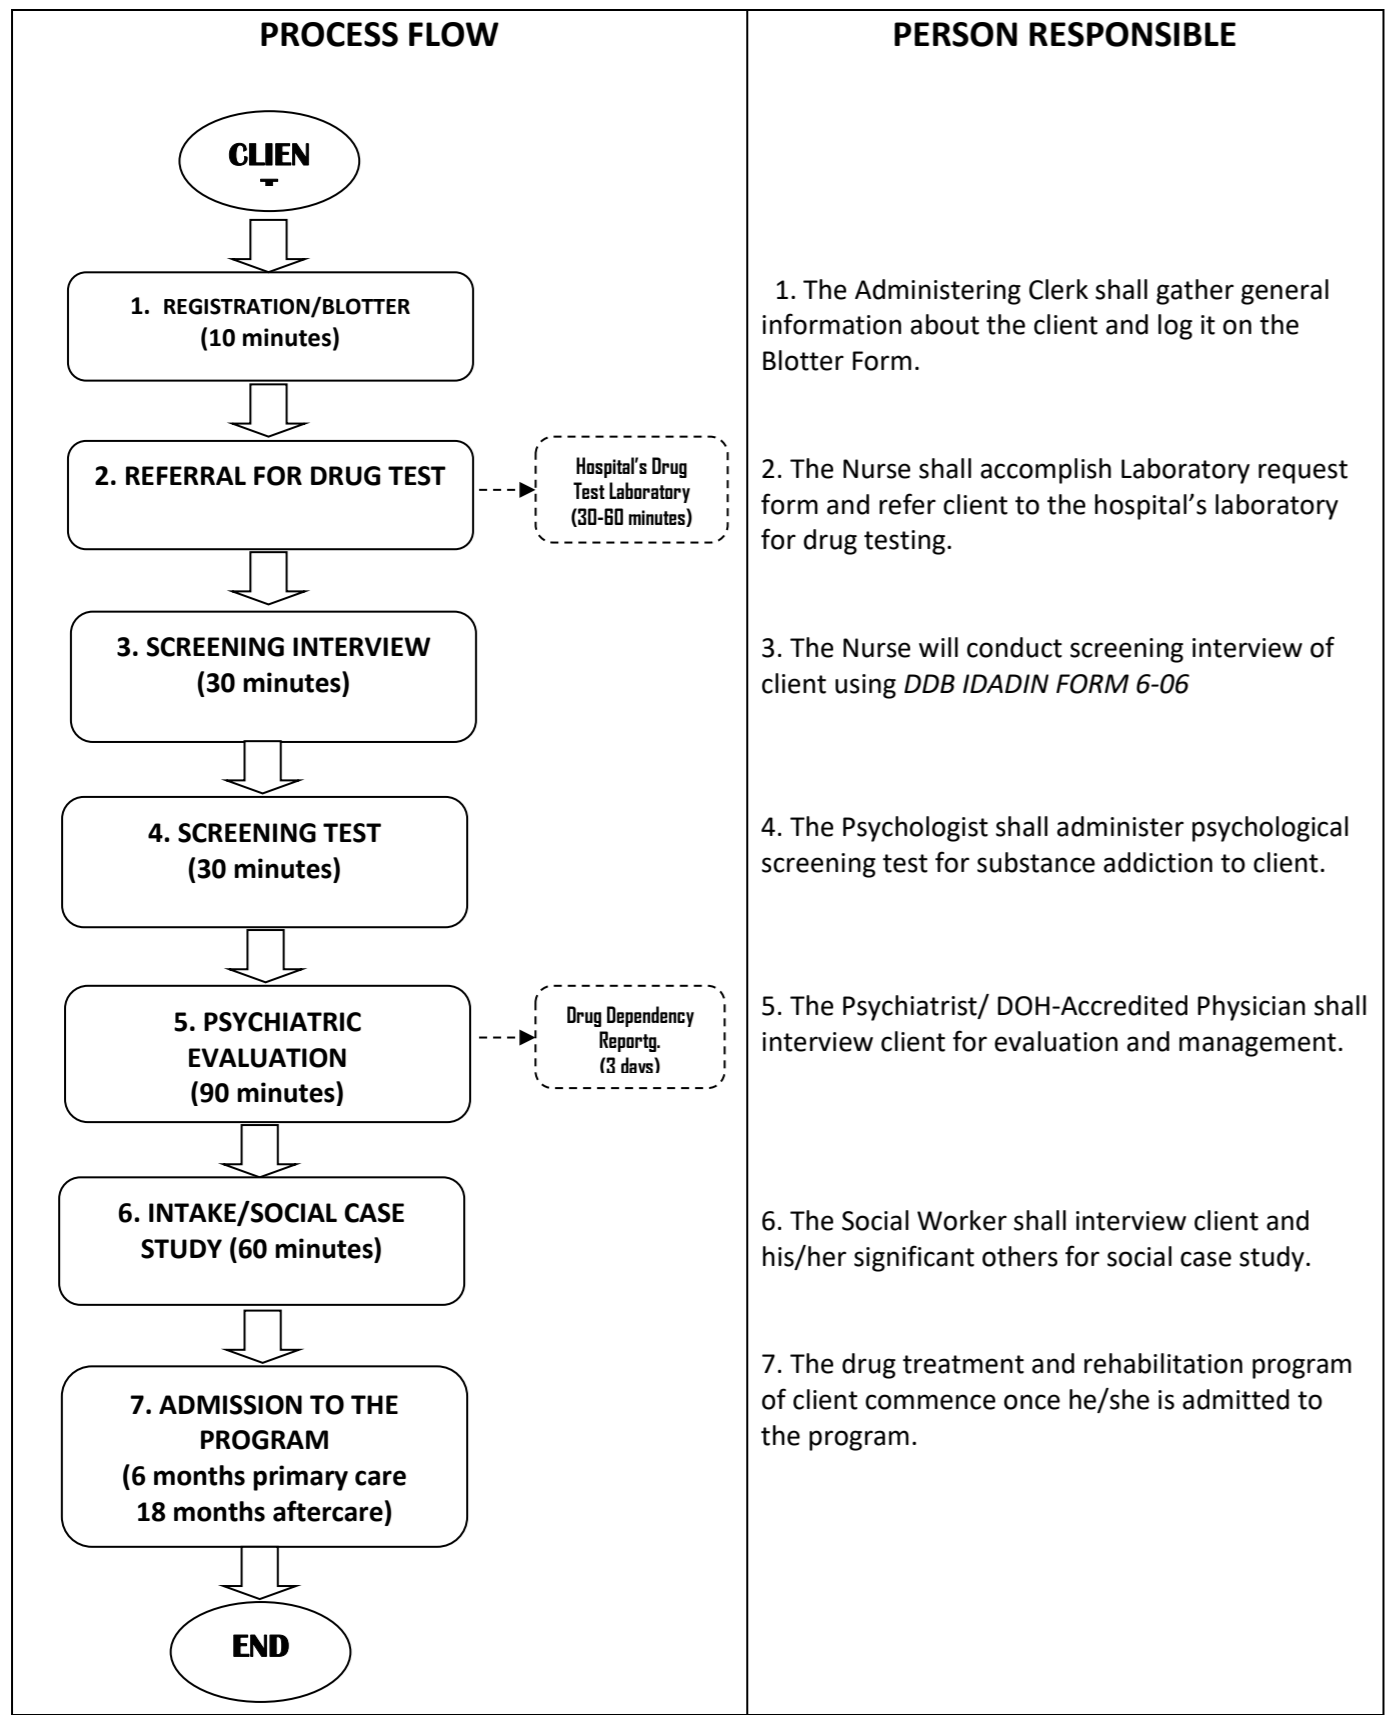 PROCESS FLOW
PERSON RESPONSIBLE
CLIEN
T
1. REGISTRATION/BLOTTER
(10 minutes)
1. The Administering Clerk shall gather general
information about the client and log it on the
Blotter Form.
2. REFERRAL FOR DRUG TEST
Hospital's Drug
Test Laboratory
(30-60 minutes)
2. The Nurse shall accomplish Laboratory request
form and refer client to the hospital's laboratory
for drug testing.
3. SCREENING INTERVIEW
(30 minutes)
3. The Nurse will conduct screening interview of
client using DDB IDADIN FORM 6-06
4. SCREENING TEST
(30 minutes)
4. The Psychologist shall administer psychological
screening test for substance addiction to client.
5. PSYCHIATRIC
EVALUATION
(90 minutes)
Drug Dependency
Reportg.
(3 days)
5. The Psychiatrist/ DOH-Accredited Physician shall
interview client for evaluation and management.
6. INTAKE/SOCIAL CASE
STUDY (60 minutes)
6. The Social Worker shall interview client and
his/her significant others for social case study.
7. ADMISSION TO THE
PROGRAM
(6 months primary care
18 months aftercare)
7. The drug treatment and rehabilitation program
of client commence once he/she is admitted to
the program.
END